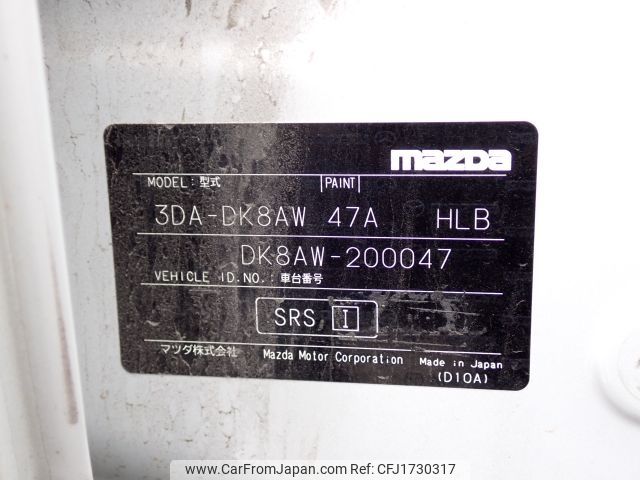 mazda
MODEL: 型式 PAINT
3DA-DK8AW 47A HLB
DK8AW-200047
VEHICLE ID.NO.: 車台番号
SRS I
マツダ株式会社 Mazda Motor Corporation Made in Japan
(D10A)
www.CarFromJapan.com Ref. No: CFJ1730317